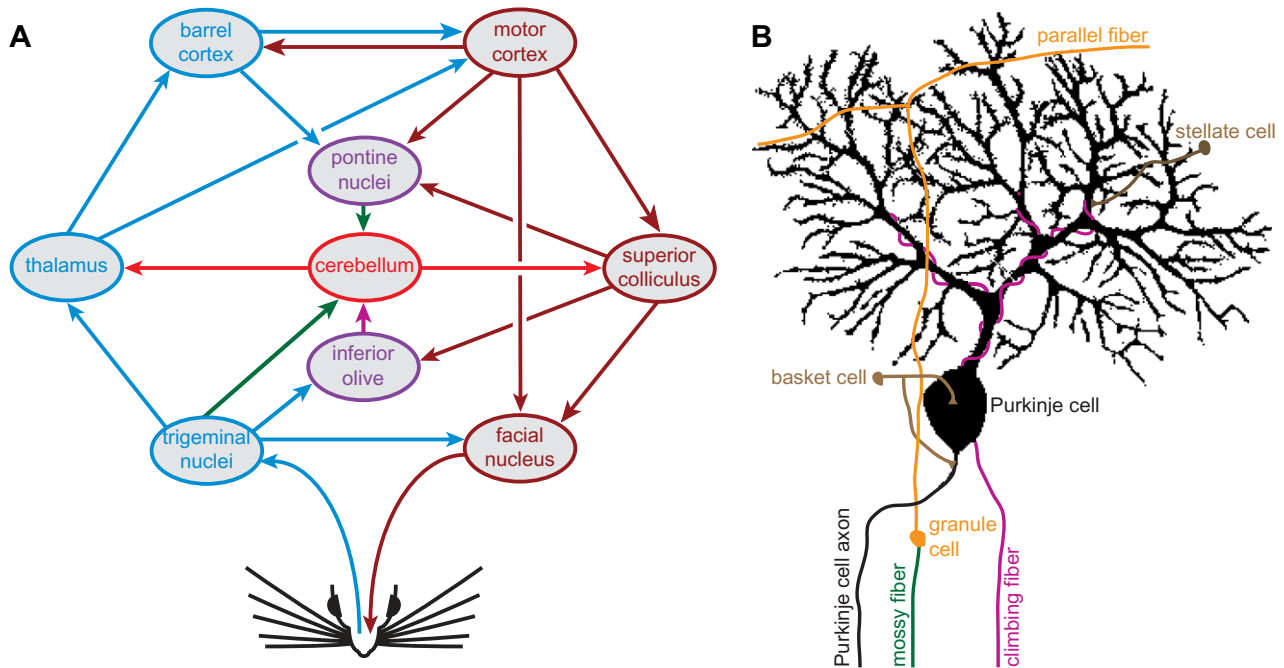 A
barrel
cortex
motor
cortex
pontine
nuclei
thalamus
cerebellum
superior
colliculus
inferior
olive
trigeminal
nuclei
facial
nucleus
B
parallel fiber
stellate cell
basket cell
Purkinje cell
granule
cell
Purkinje cell axon
mossy fiber
climbing fiber